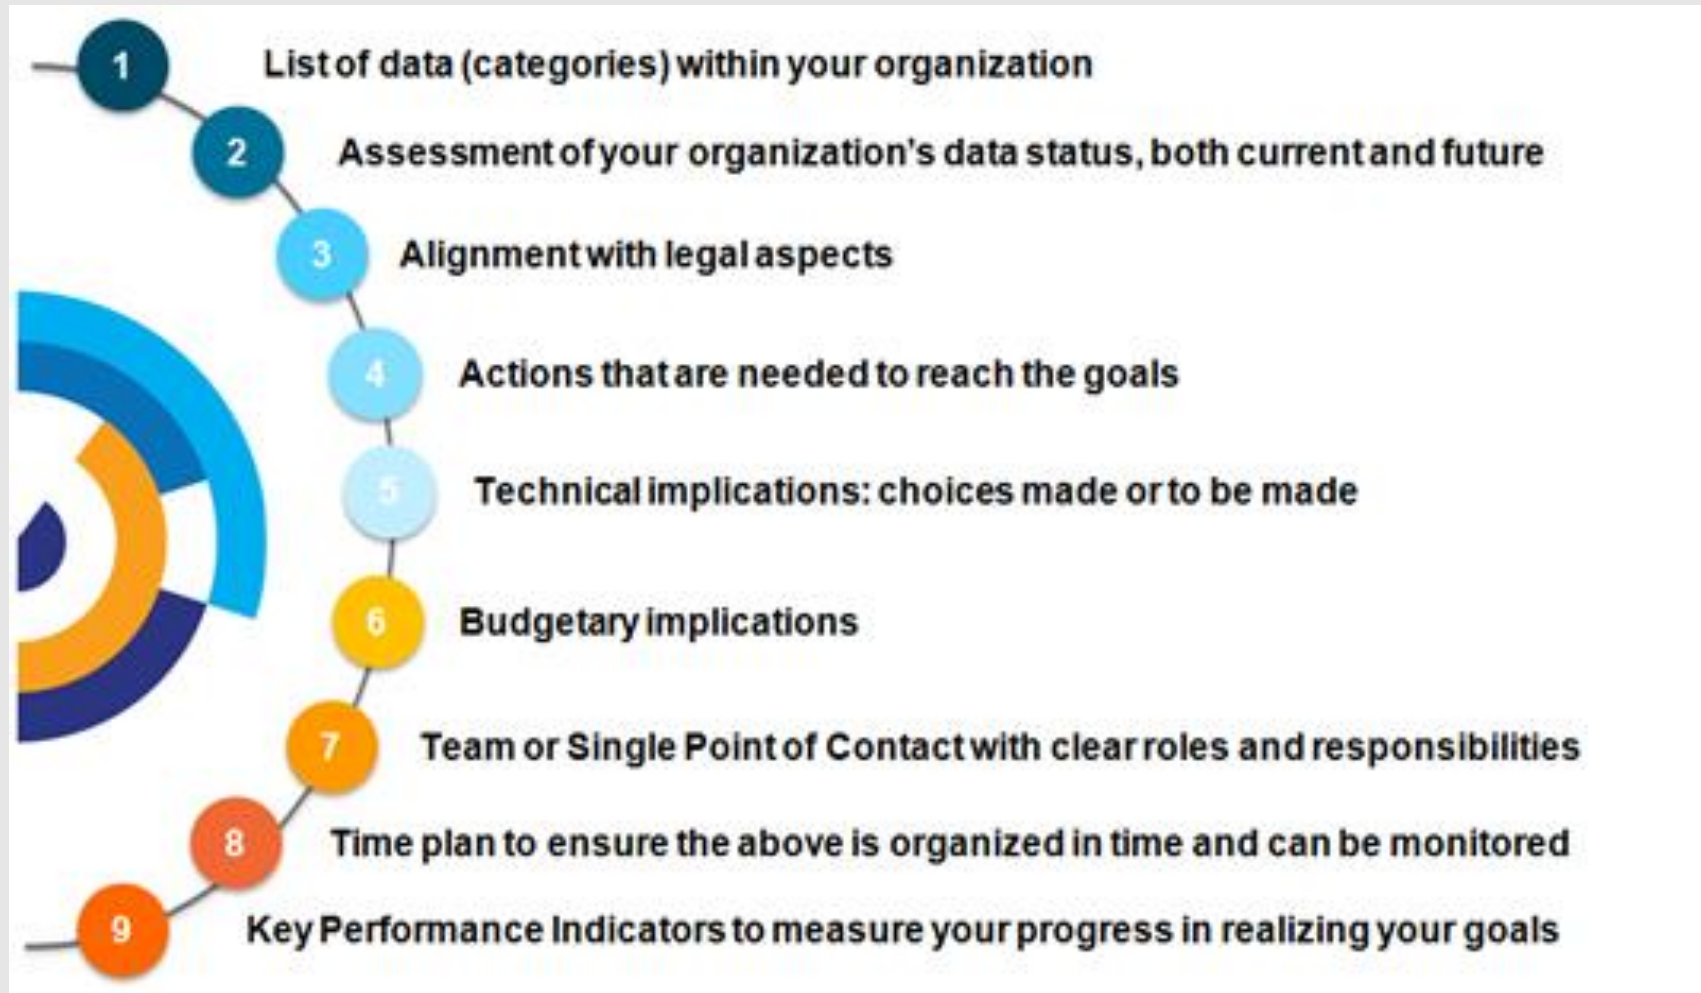 1 List of data (categories) within your organization
2 Assessment of your organization's data status, both current and future
3 Alignment with legal aspects
4 Actions that are needed to reach the goals
5 Technical implications: choices made or to be made
6 Budgetary implications
7 Team or Single Point of Contact with clear roles and responsibilities
8 Time plan to ensure the above is organized in time and can be monitored
9 Key Performance Indicators to measure your progress in realizing your goals